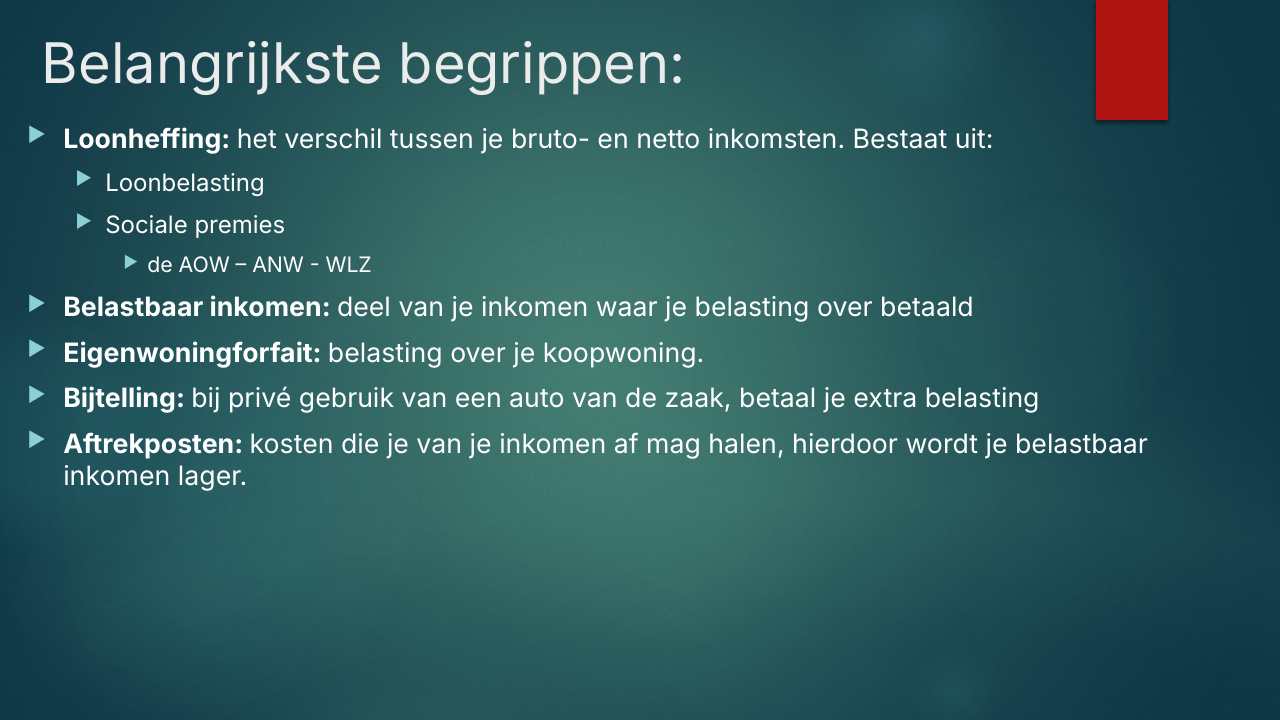 Belangrijkste begrippen:
Loonheffing: het verschil tussen je bruto- en netto inkomsten. Bestaat uit:
Loonbelasting
Sociale premies
de AOW – ANW - WLZ
Belastbaar inkomen: deel van je inkomen waar je belasting over betaald
Eigenwoningforfait: belasting over je koopwoning.
Bijtelling: bij privé gebruik van een auto van de zaak, betaal je extra belasting
Aftrekposten: kosten die je van je inkomen af mag halen, hierdoor wordt je belastbaar
inkomen lager.